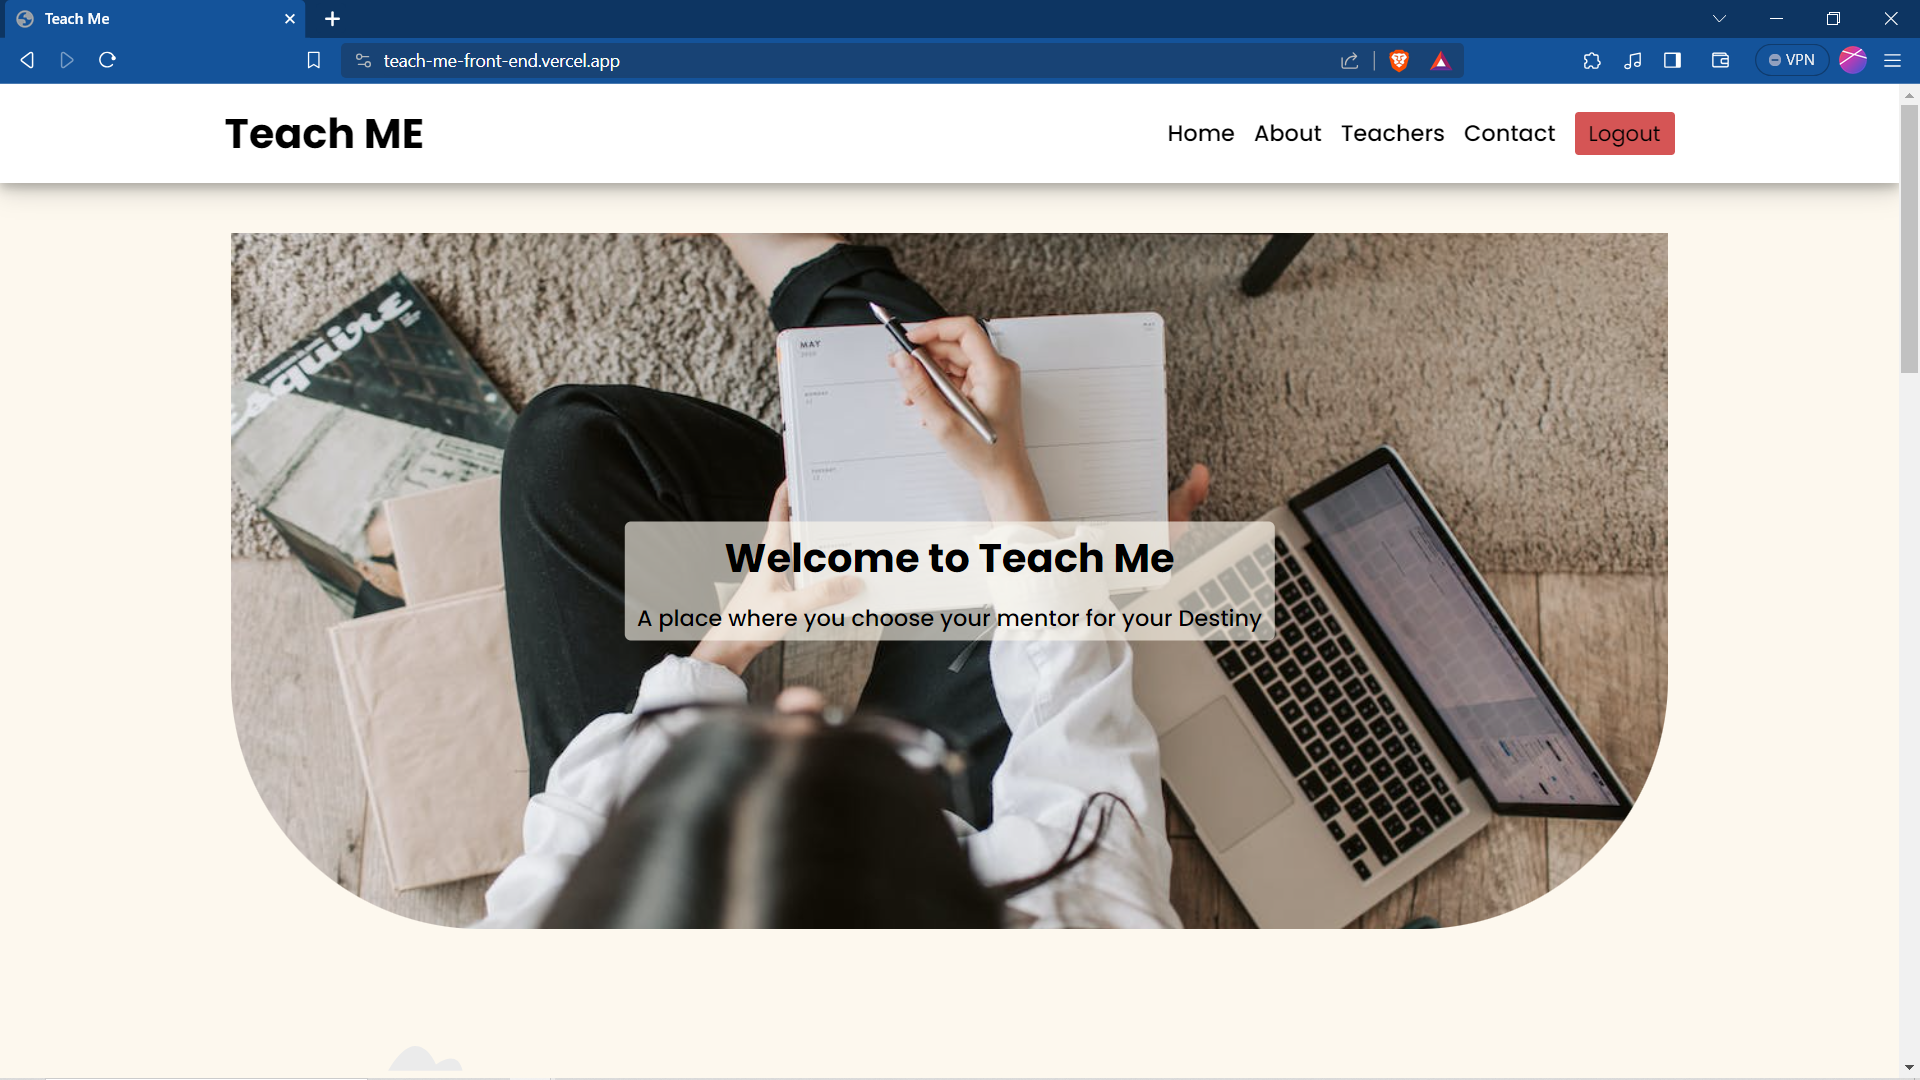 Teach Me
teach-me-front-end.vercel.app
VPN
Teach ME
Home About Teachers Contact Logout
MAY
Welcome to Teach Me
A place where you choose your mentor for your Destiny